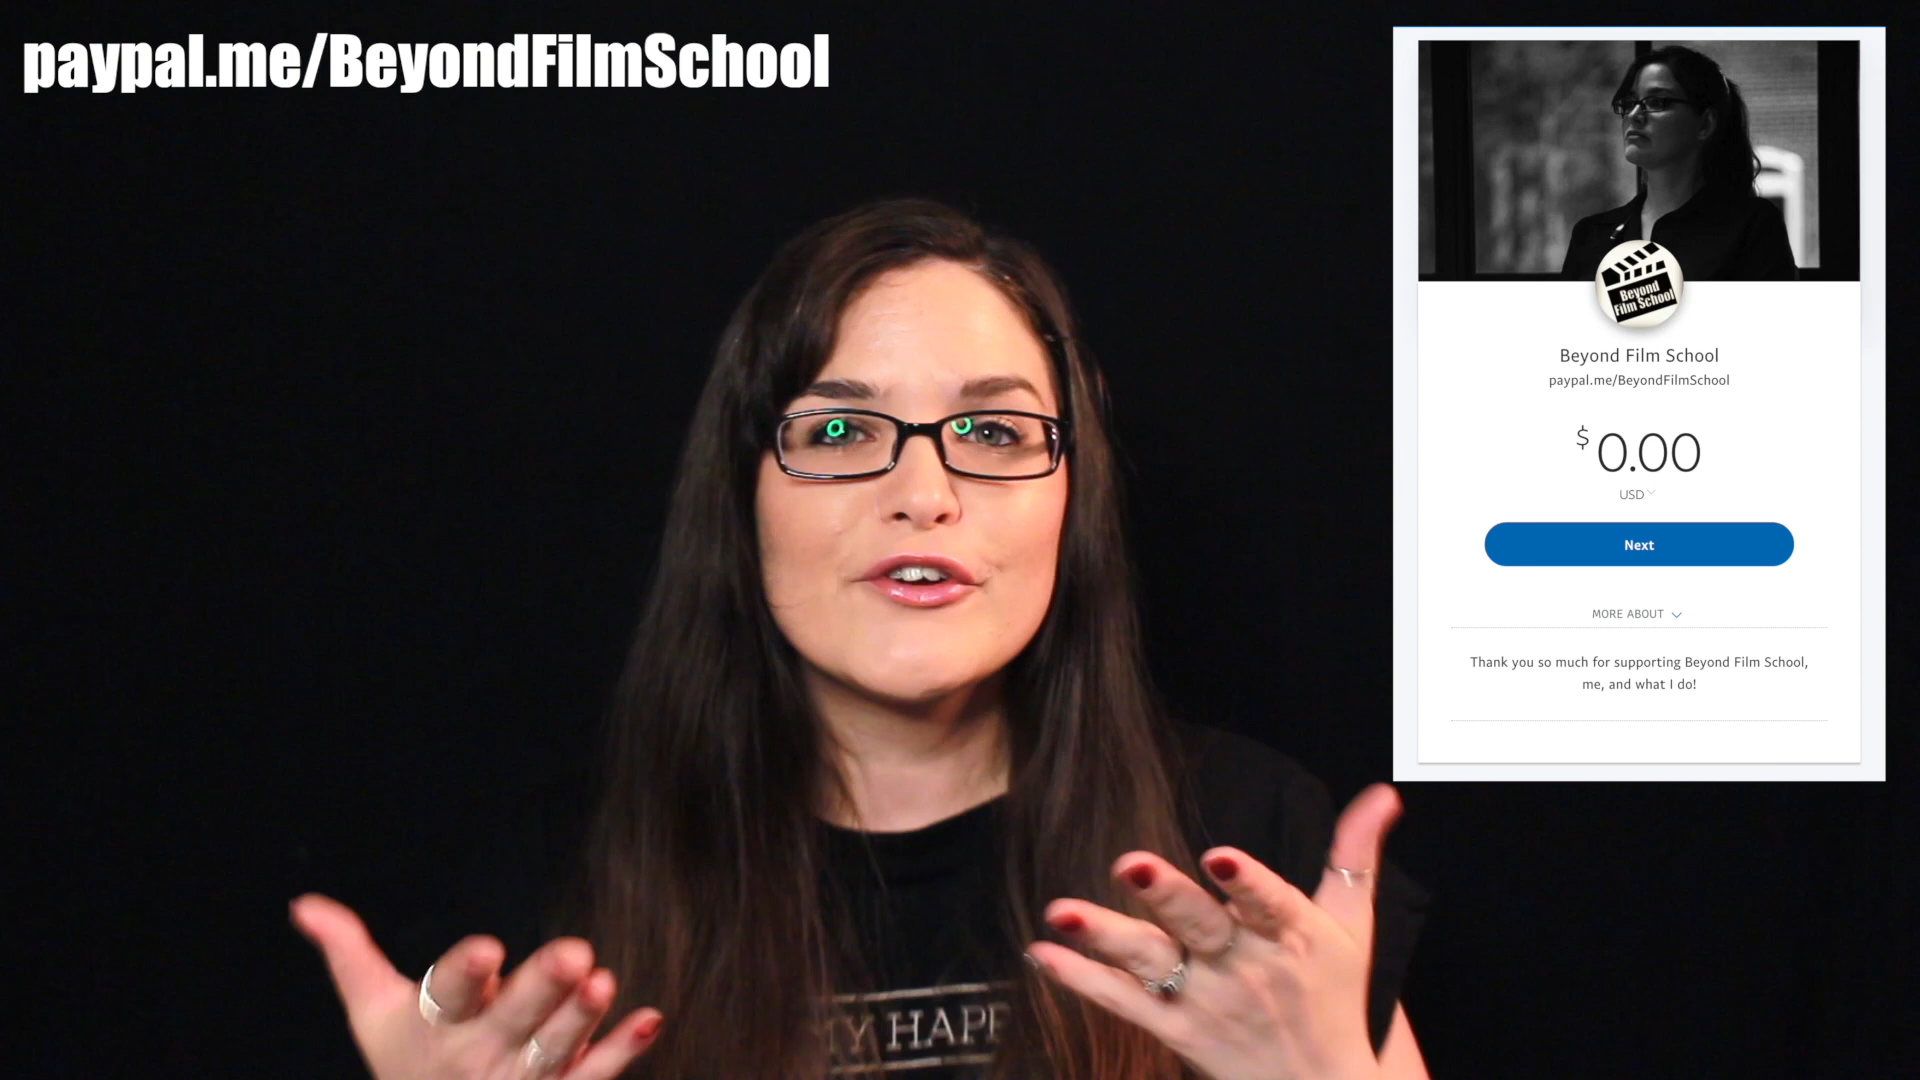 paypal.me/BeyondFilmSchool
Beyond
Film School
Beyond Film School
paypal.me/BeyondFilmSchool
$ 0.00
USD
Next
MORE ABOUT
Thank you so much for supporting Beyond Film School,
me, and what I do!
HAPP